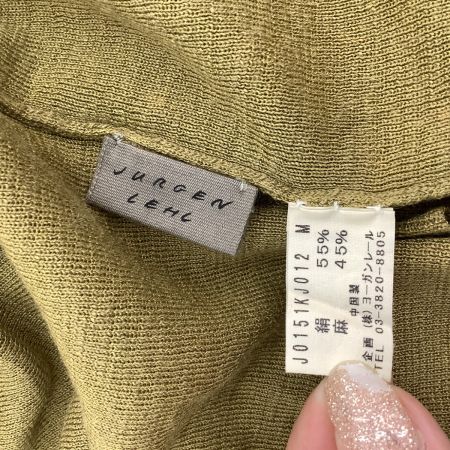 JURGEN
LEHL
J0151KJ012 M
絹 55%
麻 45%
中国製
企画 (株)ヨーガンレール
TEL 03-3820-8805